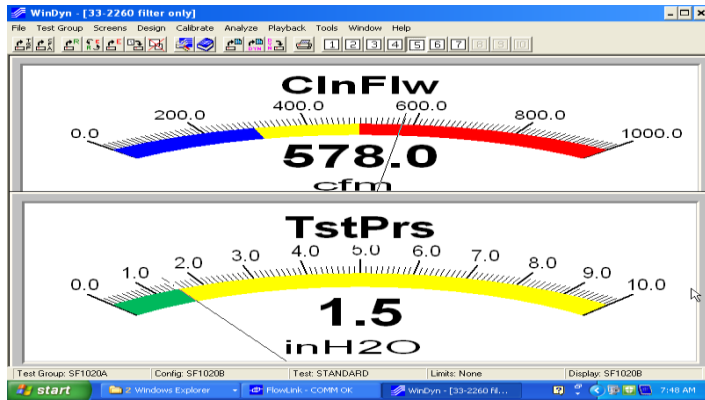 WinDyn - [33-2260 filter only]
File Test Group Screens Design Calibrate Analyze Playback Tools Window Help
1 2 3 4 5 6 7 8 9 10
ClnFlw
0.0 200.0 400.0 600.0 800.0 1000.0
578.0
cfm
TstPrs
0.0 1.0 2.0 3.0 4.0 5.0 6.0 7.0 8.0 9.0 10.0
1.5
inH2O
Test Group: SF1020A Config: SF1020B Test: STANDARD Limits: None Display: SF1020B
start 2 Windows Explorer FlowLink - COMM OK WinDyn - [33-2260 fil... 7:48 AM